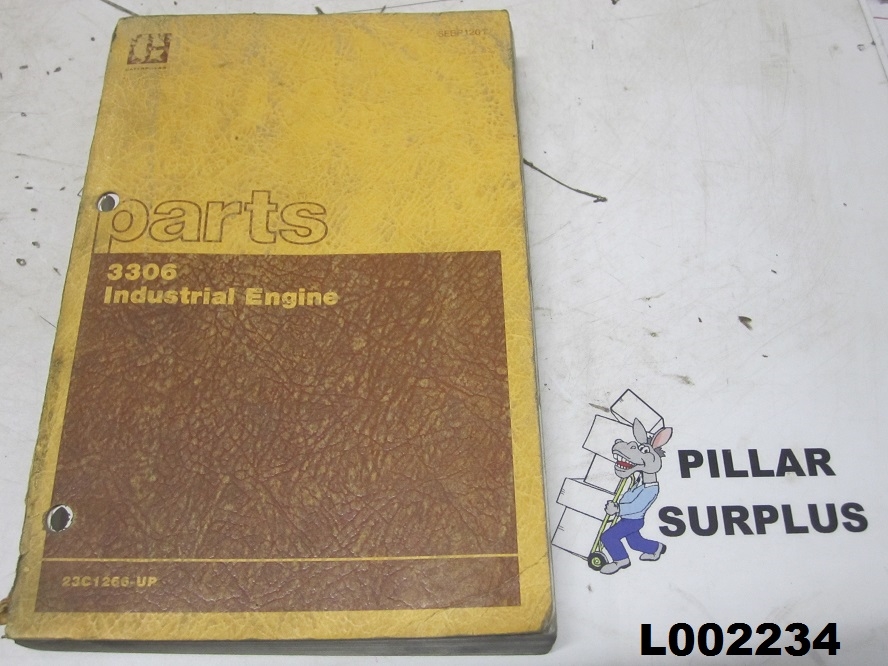 SEBP1207
parts
3306
Industrial Engine
23C1266-UP
PILLAR
SURPLUS
L002234